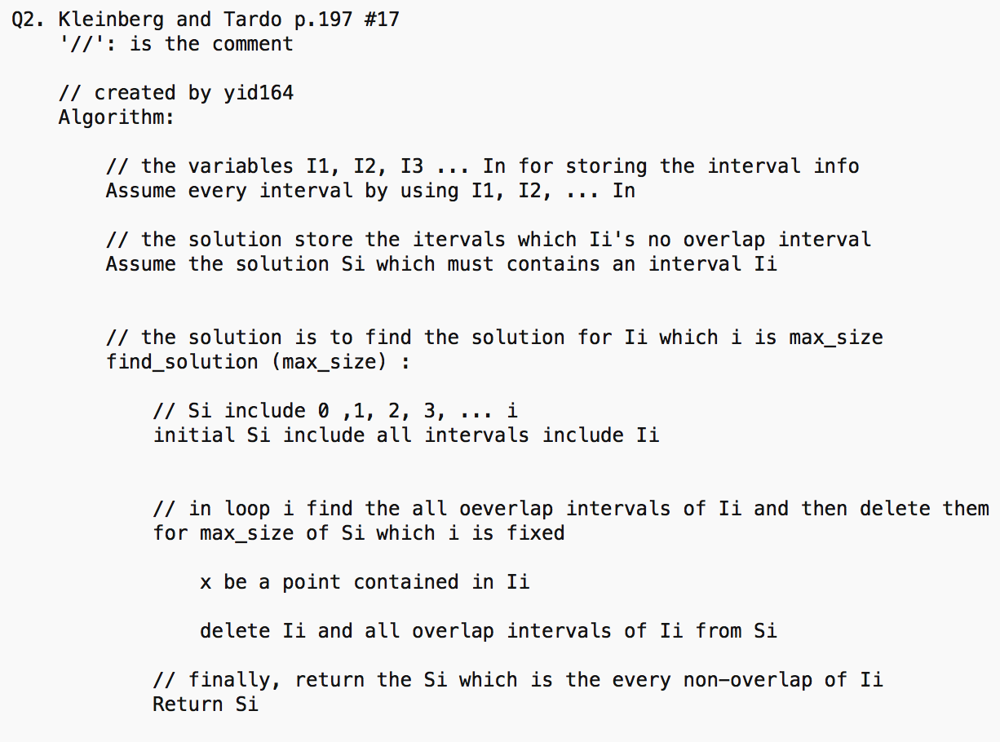 Q2. Kleinberg and Tardo p.197 #17
'//': is the comment
// created by yid164
Algorithm:
// the variables I1, I2, I3 ... In for storing the interval info
Assume every interval by using I1, I2, ... In
// the solution store the itervals which Ii's no overlap interval
Assume the solution Si which must contains an interval Ii
// the solution is to find the solution for Ii which i is max_size
find_solution (max_size) :
// Si include 0 ,1, 2, 3, ... i
initial Si include all intervals include Ii
// in loop i find the all oeverlap intervals of Ii and then delete them
for max_size of Si which i is fixed
x be a point contained in Ii
delete Ii and all overlap intervals of Ii from Si
// finally, return the Si which is the every non-overlap of Ii
Return Si